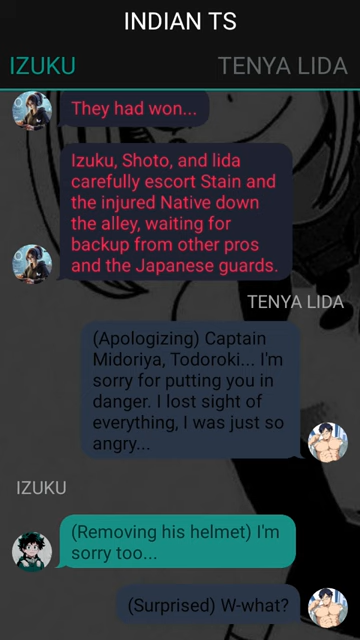 INDIAN TS
IZUKU
TENYA LIDA
They had won...
Izuku, Shoto, and Iida
carefully escort Stain and
the injured Native down
the alley, waiting for
backup from other pros
and the Japanese guards.
TENYA LIDA
(Apologizing) Captain
Midoriya, Todoroki... I'm
sorry for putting you in
danger. I lost sight of
everything, I was just so
angry...
IZUKU
(Removing his helmet) I'm
sorry too...
(Surprised) W-what?